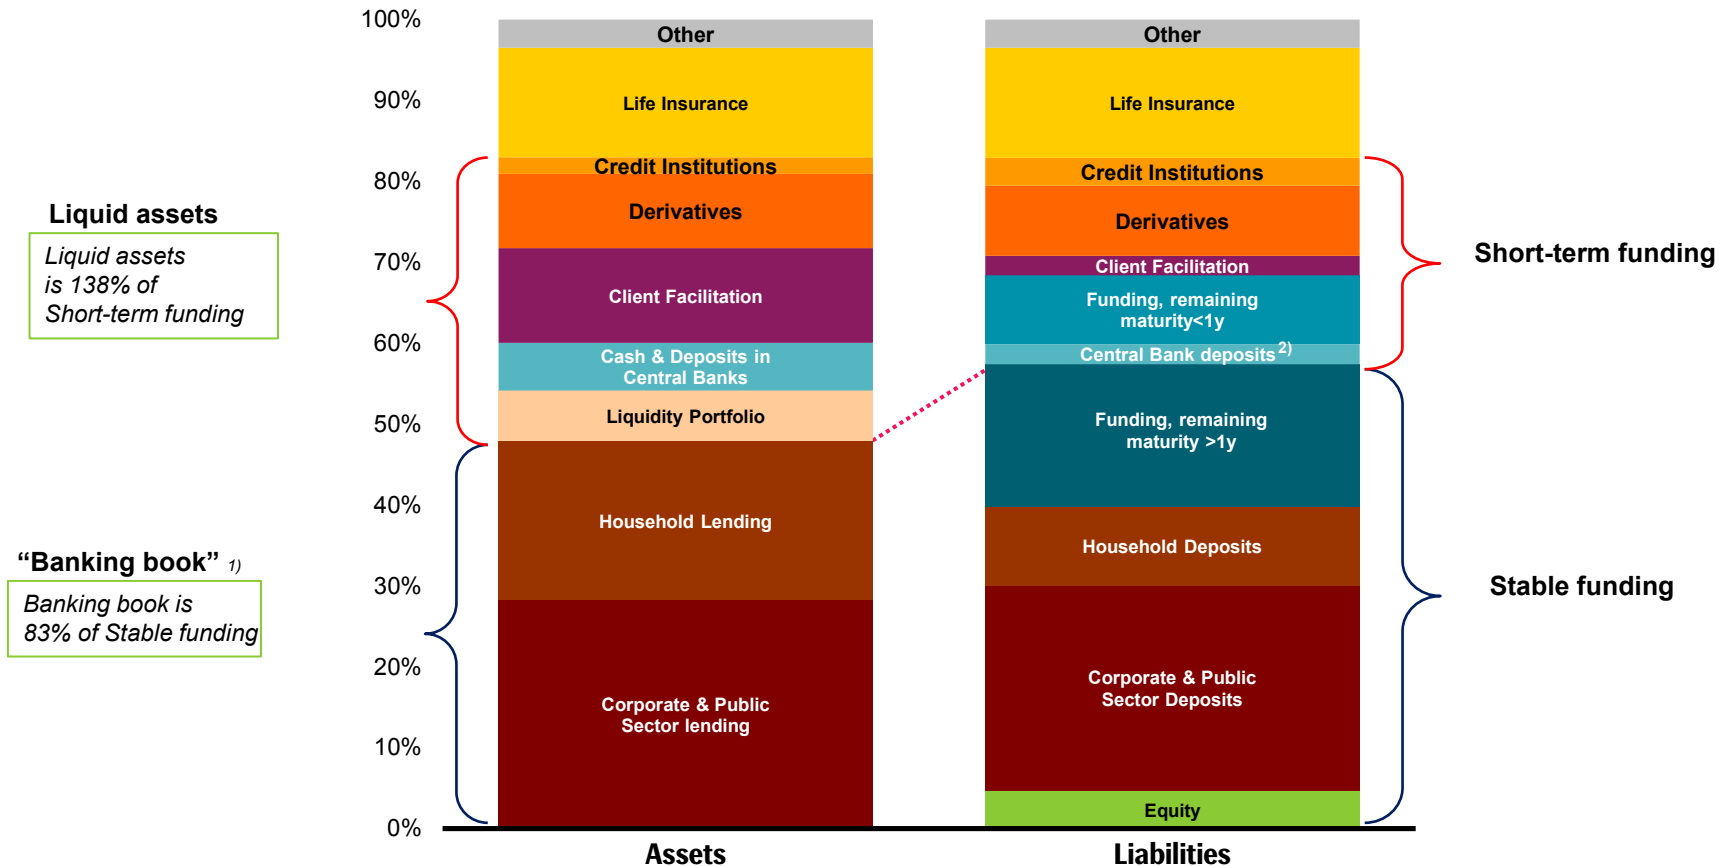 100%
90%
80%
70%
60%
50%
40%
30%
20%
10%
0%
Liquid assets
Liquid assets
is 138% of
Short-term funding
“Banking book” 1)
Banking book is
83% of Stable funding
Other
Life Insurance
Credit Institutions
Derivatives
Client Facilitation
Cash & Deposits in
Central Banks
Liquidity Portfolio
Household Lending
Corporate & Public
Sector lending
Assets
Other
Life Insurance
Credit Institutions
Derivatives
Client Facilitation
Funding, remaining
maturity<1y
Central Bank deposits 2)
Funding, remaining
maturity >1y
Household Deposits
Corporate & Public
Sector Deposits
Equity
Liabilities
Short-term funding
Stable funding